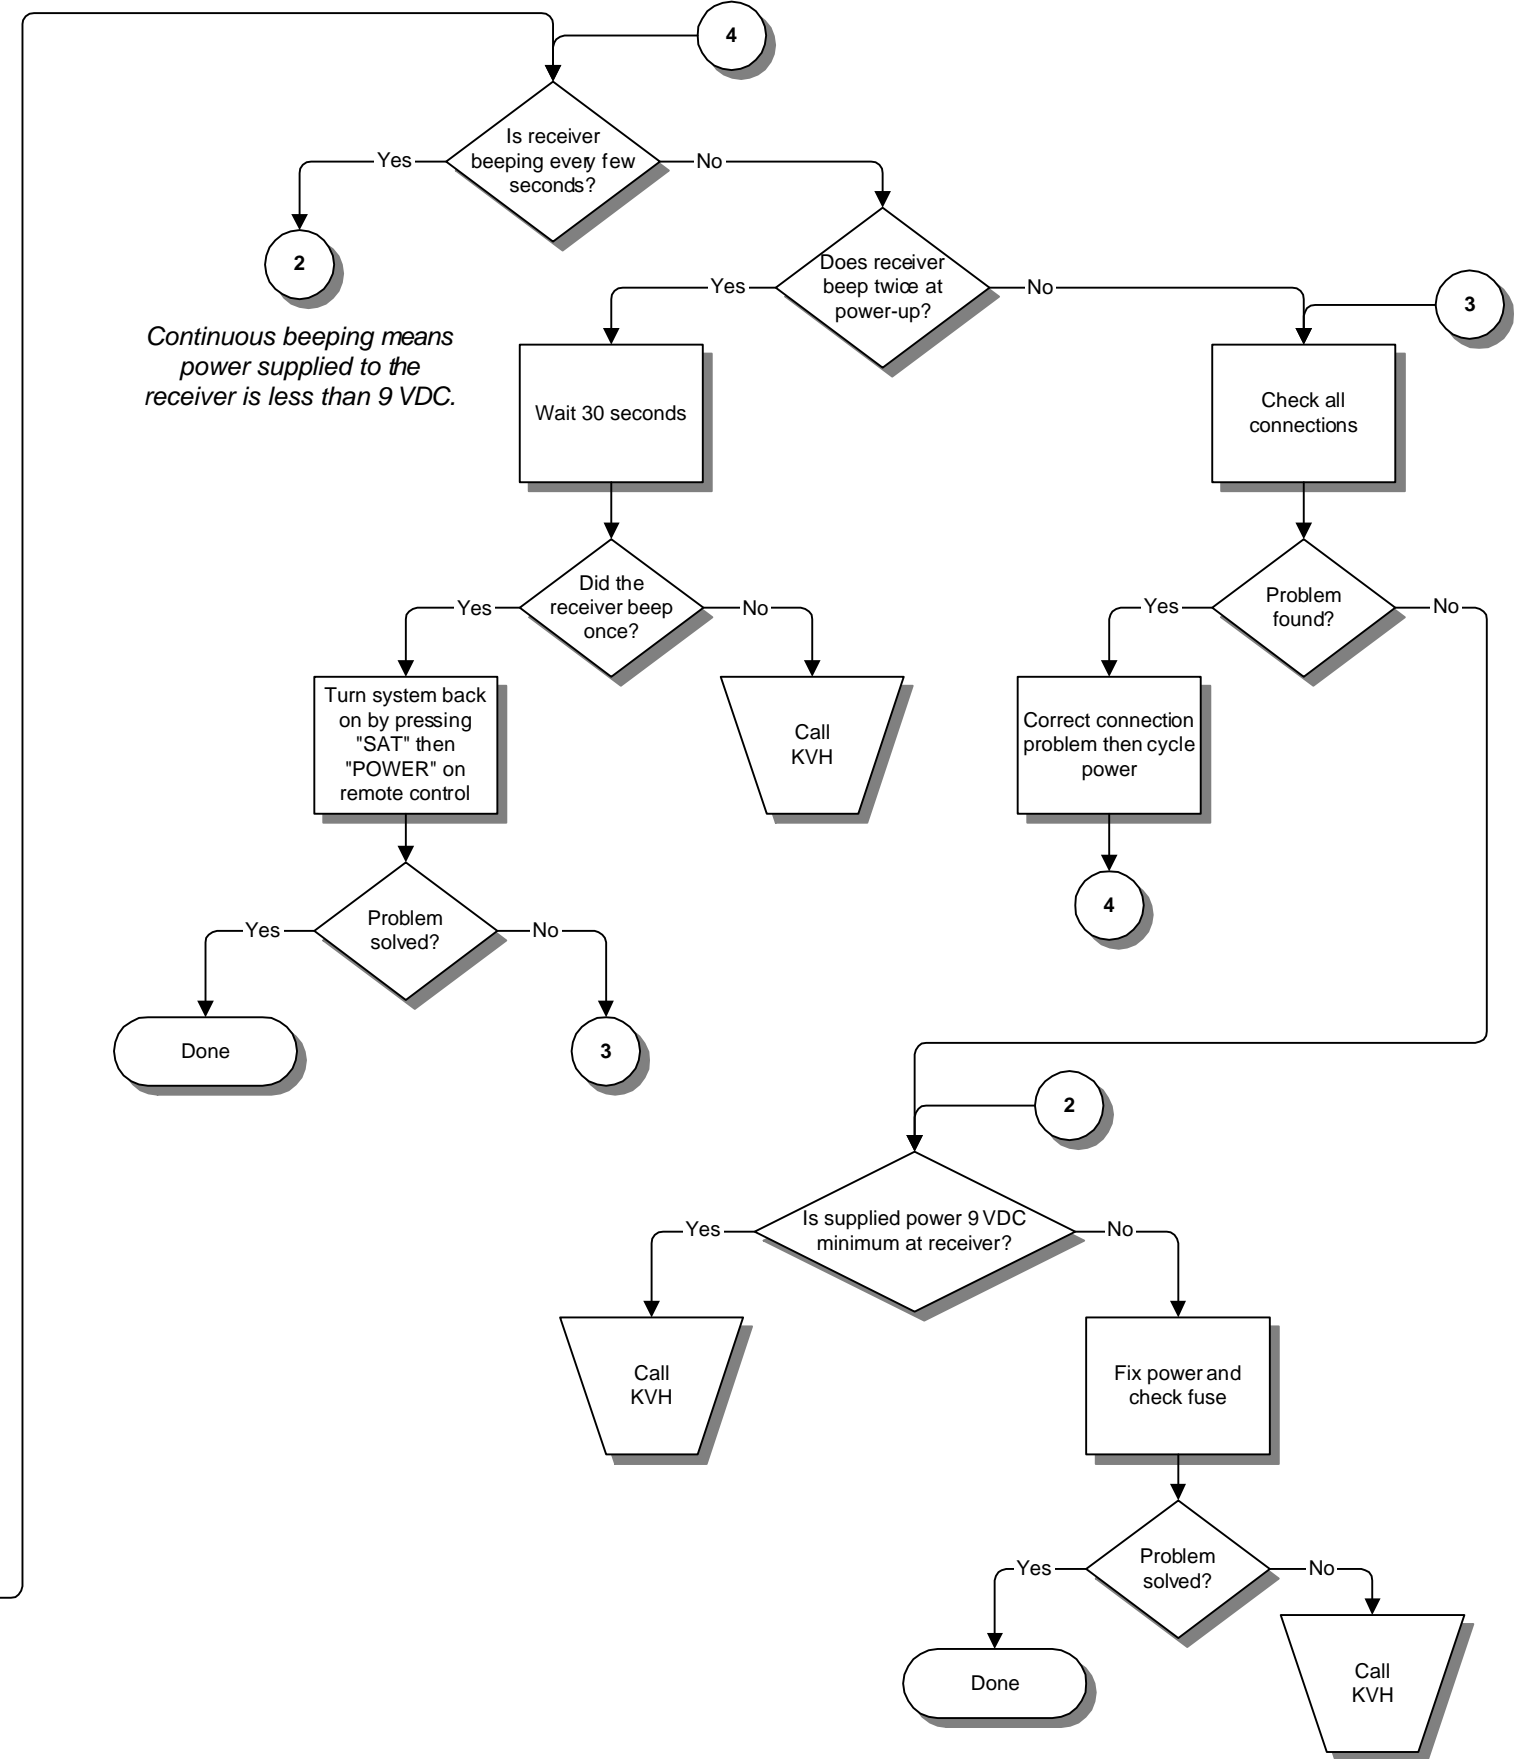 4
Is receiver
beeping every few
seconds?
Yes
No
2
Continuous beeping means
power supplied to the
receiver is less than 9 VDC.
Does receiver
beep twice at
power-up?
Yes
No
3
Wait 30 seconds
Check all
connections
Did the
receiver beep
once?
Yes
No
Problem
found?
Yes
No
Turn system back
on by pressing
"SAT" then
"POWER" on
remote control
Call
KVH
Correct connection
problem then cycle
power
4
Problem
solved?
Yes
No
Done
3
2
Is supplied power 9 VDC
minimum at receiver?
Yes
No
Call
KVH
Fix power and
check fuse
Problem
solved?
Yes
No
Done
Call
KVH